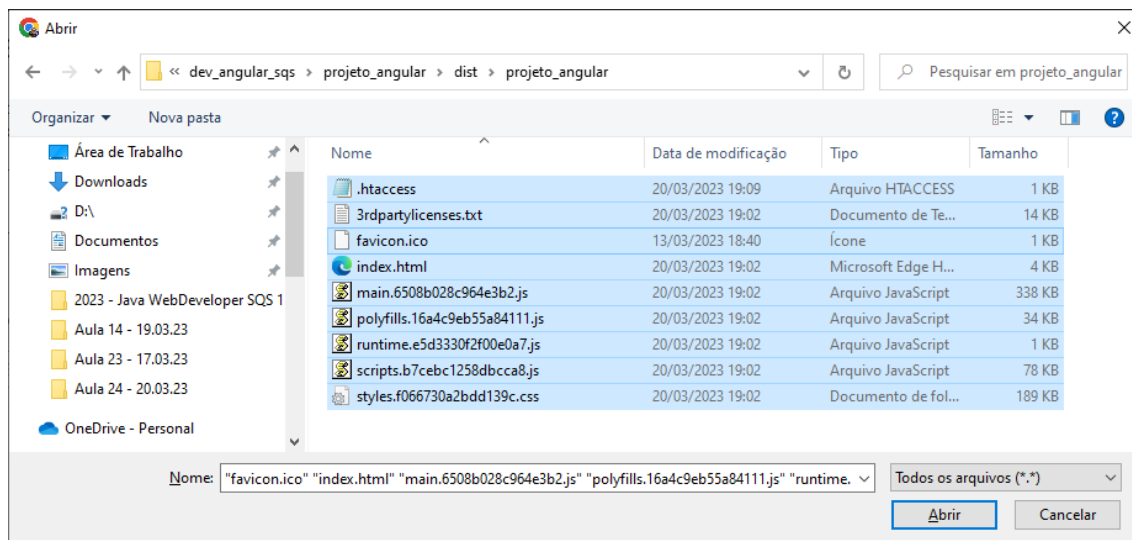 Abrir
« dev_angular_sqs › projeto_angular › dist › projeto_angular
Pesquisar em projeto_angular
Organizar
Nova pasta
Área de Trabalho
Downloads
D:\
Documentos
Imagens
2023 - Java WebDeveloper SQS 1
Aula 14 - 19.03.23
Aula 23 - 17.03.23
Aula 24 - 20.03.23
OneDrive - Personal
Nome Data de modificação Tipo Tamanho
.htaccess 20/03/2023 19:09 Arquivo HTACCESS 1 KB
3rdpartylicenses.txt 20/03/2023 19:02 Documento de Te... 14 KB
favicon.ico 13/03/2023 18:40 Ícone 1 KB
index.html 20/03/2023 19:02 Microsoft Edge H... 4 KB
main.6508b028c964e3b2.js 20/03/2023 19:02 Arquivo JavaScript 338 KB
polyfills.16a4c9eb55a84111.js 20/03/2023 19:02 Arquivo JavaScript 34 KB
runtime.e5d3330f2f00e0a7.js 20/03/2023 19:02 Arquivo JavaScript 1 KB
scripts.b7cebc1258dbcca8.js 20/03/2023 19:02 Arquivo JavaScript 78 KB
styles.f066730a2bdd139c.css 20/03/2023 19:02 Documento de fol... 189 KB
Nome: "favicon.ico" "index.html" "main.6508b028c964e3b2.js" "polyfills.16a4c9eb55a84111.js" "runtime.
Todos os arquivos (*.*)
Abrir
Cancelar